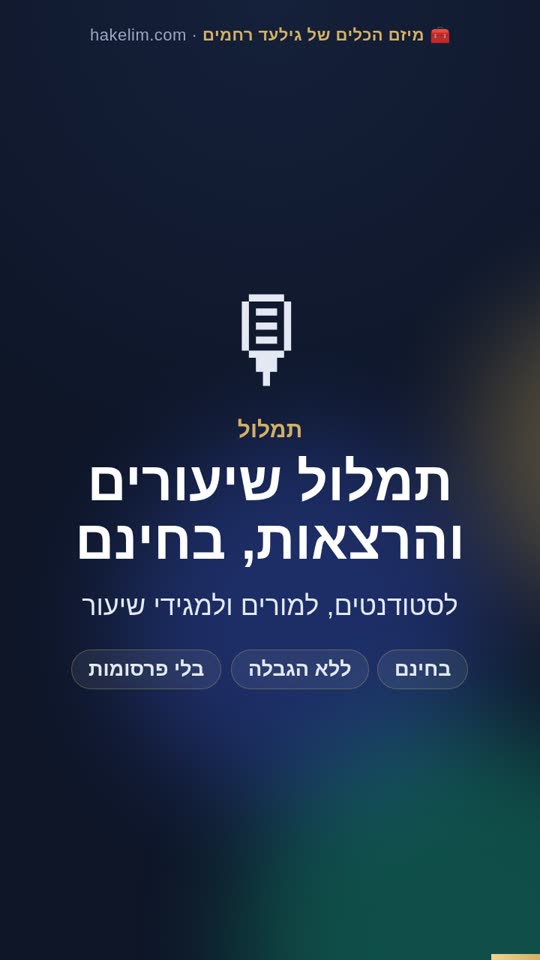 🧰 מיזם הכלים של גילעד רחמים · hakelim.com
תמלול
תמלול שיעורים
והרצאות, בחינם
לסטודנטים, למורים ולמגידי שיעור
בחינם ללא הגבלה בלי פרסומות